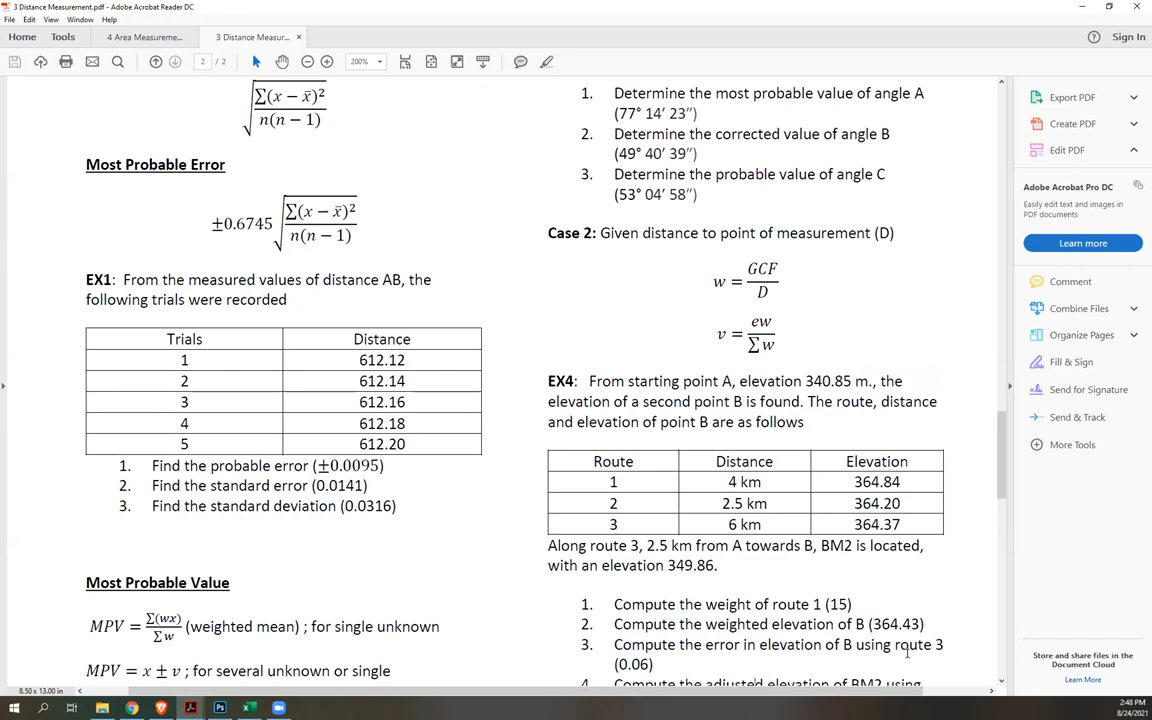 3 Distance Measurement.pdf - Adobe Acrobat Reader DC
File Edit View Window Help
Home Tools 4 Area Measureme... 3 Distance Measur... ×
Sign In
2 / 2 200%
√(∑(x − x̄)² / n(n − 1))
Most Probable Error
±0.6745 √(∑(x − x̄)² / n(n − 1))
EX1: From the measured values of distance AB, the
following trials were recorded
Trials Distance
1 612.12
2 612.14
3 612.16
4 612.18
5 612.20
1. Find the probable error (±0.0095)
2. Find the standard error (0.0141)
3. Find the standard deviation (0.0316)
Most Probable Value
MPV = ∑(wx) / ∑w (weighted mean) ; for single unknown
MPV = x ± v ; for several unknown or single
1. Determine the most probable value of angle A
(77° 14’ 23”)
2. Determine the corrected value of angle B
(49° 40’ 39”)
3. Determine the probable value of angle C
(53° 04’ 58”)
Case 2: Given distance to point of measurement (D)
w = GCF / D
v = ew / ∑w
EX4: From starting point A, elevation 340.85 m., the
elevation of a second point B is found. The route, distance
and elevation of point B are as follows
Route Distance Elevation
1 4 km 364.84
2 2.5 km 364.20
3 6 km 364.37
Along route 3, 2.5 km from A towards B, BM2 is located,
with an elevation 349.86.
1. Compute the weight of route 1 (15)
2. Compute the weighted elevation of B (364.43)
3. Compute the error in elevation of B using route 3
(0.06)
4. Compute the adjusted elevation of BM2 using
8.50 x 13.00 in
Export PDF
Create PDF
Edit PDF
Adobe Acrobat Pro DC
Easily edit text and images in
PDF documents
Learn more
Comment
Combine Files
Organize Pages
Fill & Sign
Send for Signature
Send & Track
More Tools
Store and share files in the
Document Cloud
Learn More
2:48 PM
8/24/2021